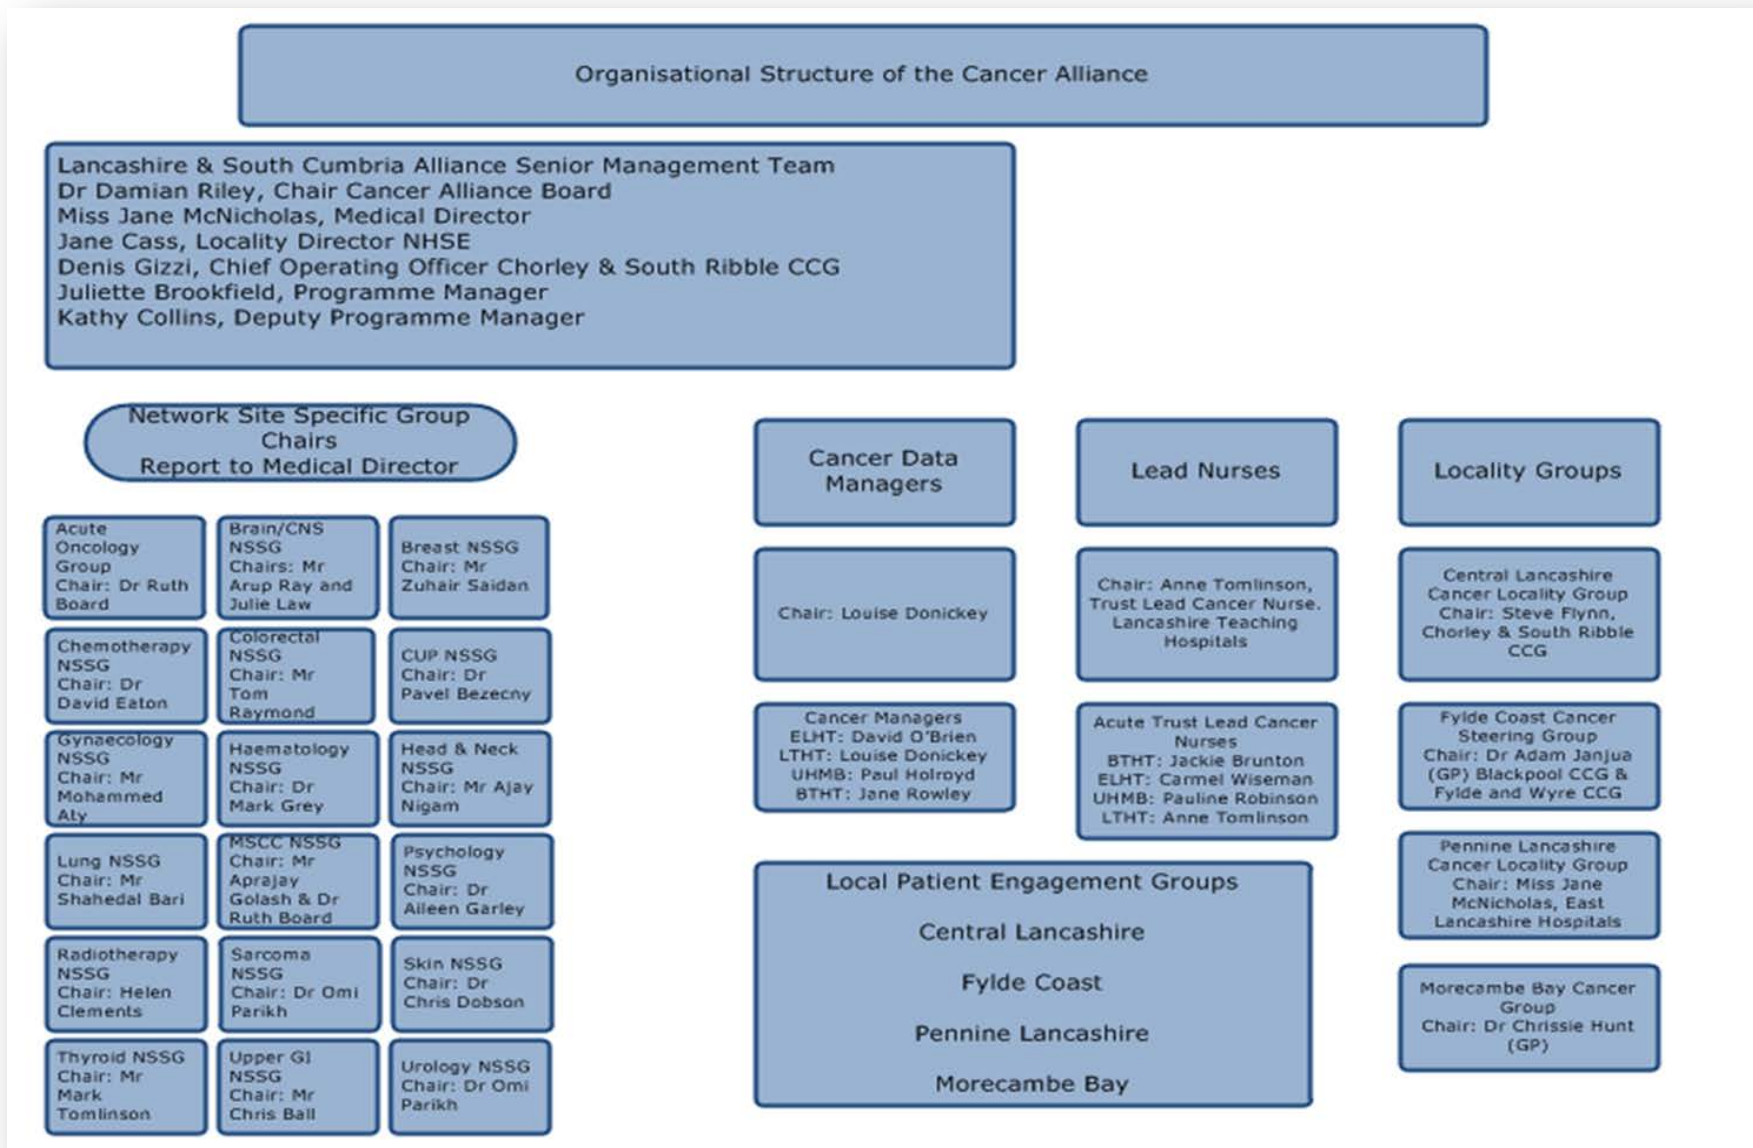 Organisational Structure of the Cancer Alliance
Lancashire & South Cumbria Alliance Senior Management Team
Dr Damian Riley, Chair Cancer Alliance Board
Miss Jane McNicholas, Medical Director
Jane Cass, Locality Director NHSE
Denis Gizzi, Chief Operating Officer Chorley & South Ribble CCG
Juliette Brookfield, Programme Manager
Kathy Collins, Deputy Programme Manager
Network Site Specific Group
Chairs
Report to Medical Director
Acute
Oncology
Group
Chair: Dr Ruth
Board
Brain/CNS
NSSG
Chairs: Mr
Arup Ray and
Julie Law
Breast NSSG
Chair: Mr
Zuhair Saidan
Chemotherapy
NSSG
Chair: Dr
David Eaton
Colorectal
NSSG
Chair: Mr
Tom
Raymond
CUP NSSG
Chair: Dr
Pavel Bezecny
Gynaecology
NSSG
Chair: Mr
Mohammed
Aty
Haematology
NSSG
Chair: Dr
Mark Grey
Head & Neck
NSSG
Chair: Mr Ajay
Nigam
Lung NSSG
Chair: Mr
Shahedal Bari
MSCC NSSG
Chair: Mr
Aprajay
Golash & Dr
Ruth Board
Psychology
NSSG
Chair: Dr
Aileen Garley
Radiotherapy
NSSG
Chair: Helen
Clements
Sarcoma
NSSG
Chair: Dr Omi
Parikh
Skin NSSG
Chair: Dr
Chris Dobson
Thyroid NSSG
Chair: Mr
Mark
Tomlinson
Upper GI
NSSG
Chair: Mr
Chris Ball
Urology NSSG
Chair: Dr Omi
Parikh
Cancer Data
Managers
Chair: Louise Donickey
Cancer Managers
ELHT: David O'Brien
LTHT: Louise Donickey
UHMB: Paul Holroyd
BTHT: Jane Rowley
Lead Nurses
Chair: Anne Tomlinson,
Trust Lead Cancer Nurse.
Lancashire Teaching
Hospitals
Acute Trust Lead Cancer
Nurses
BTHT: Jackie Brunton
ELHT: Carmel Wiseman
UHMB: Pauline Robinson
LTHT: Anne Tomlinson
Locality Groups
Central Lancashire
Cancer Locality Group
Chair: Steve Flynn,
Chorley & South Ribble
CCG
Fylde Coast Cancer
Steering Group
Chair: Dr Adam Janjua
(GP) Blackpool CCG &
Fylde and Wyre CCG
Pennine Lancashire
Cancer Locality Group
Chair: Miss Jane
McNicholas, East
Lancashire Hospitals
Morecambe Bay Cancer
Group
Chair: Dr Chrissie Hunt
(GP)
Local Patient Engagement Groups
Central Lancashire
Fylde Coast
Pennine Lancashire
Morecambe Bay